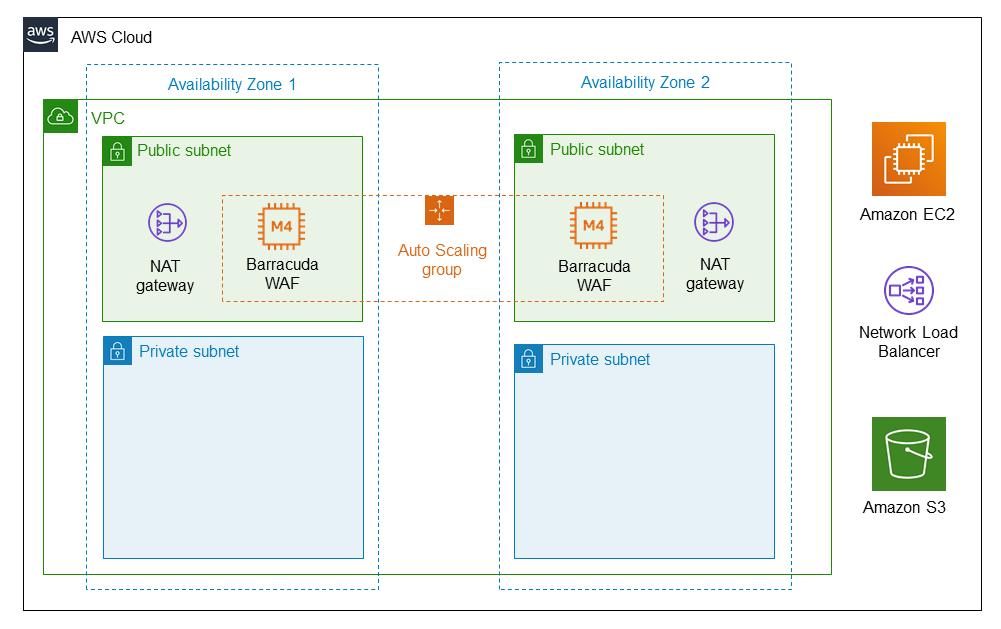 aws
AWS Cloud
Availability Zone 1
Availability Zone 2
VPC
Public subnet
Public subnet
NAT
gateway
M4
Barracuda
WAF
Auto Scaling
group
M4
Barracuda
WAF
NAT
gateway
Private subnet
Private subnet
Amazon EC2
Network Load
Balancer
Amazon S3